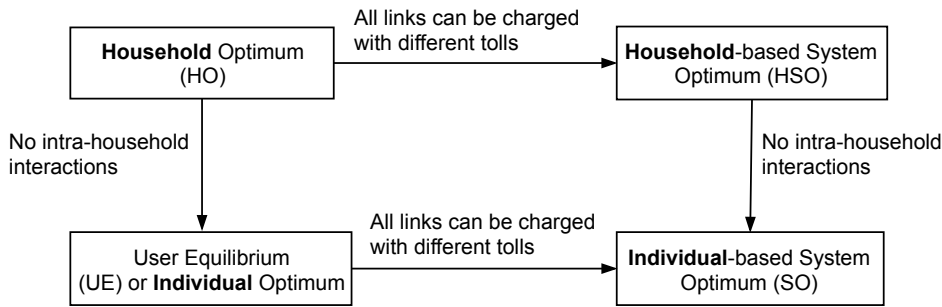 All links can be charged
with different tolls
Household Optimum
(HO)
Household-based System
Optimum (HSO)
No intra-household
interactions
No intra-household
interactions
All links can be charged
with different tolls
User Equilibrium
(UE) or Individual Optimum
Individual-based System
Optimum (SO)